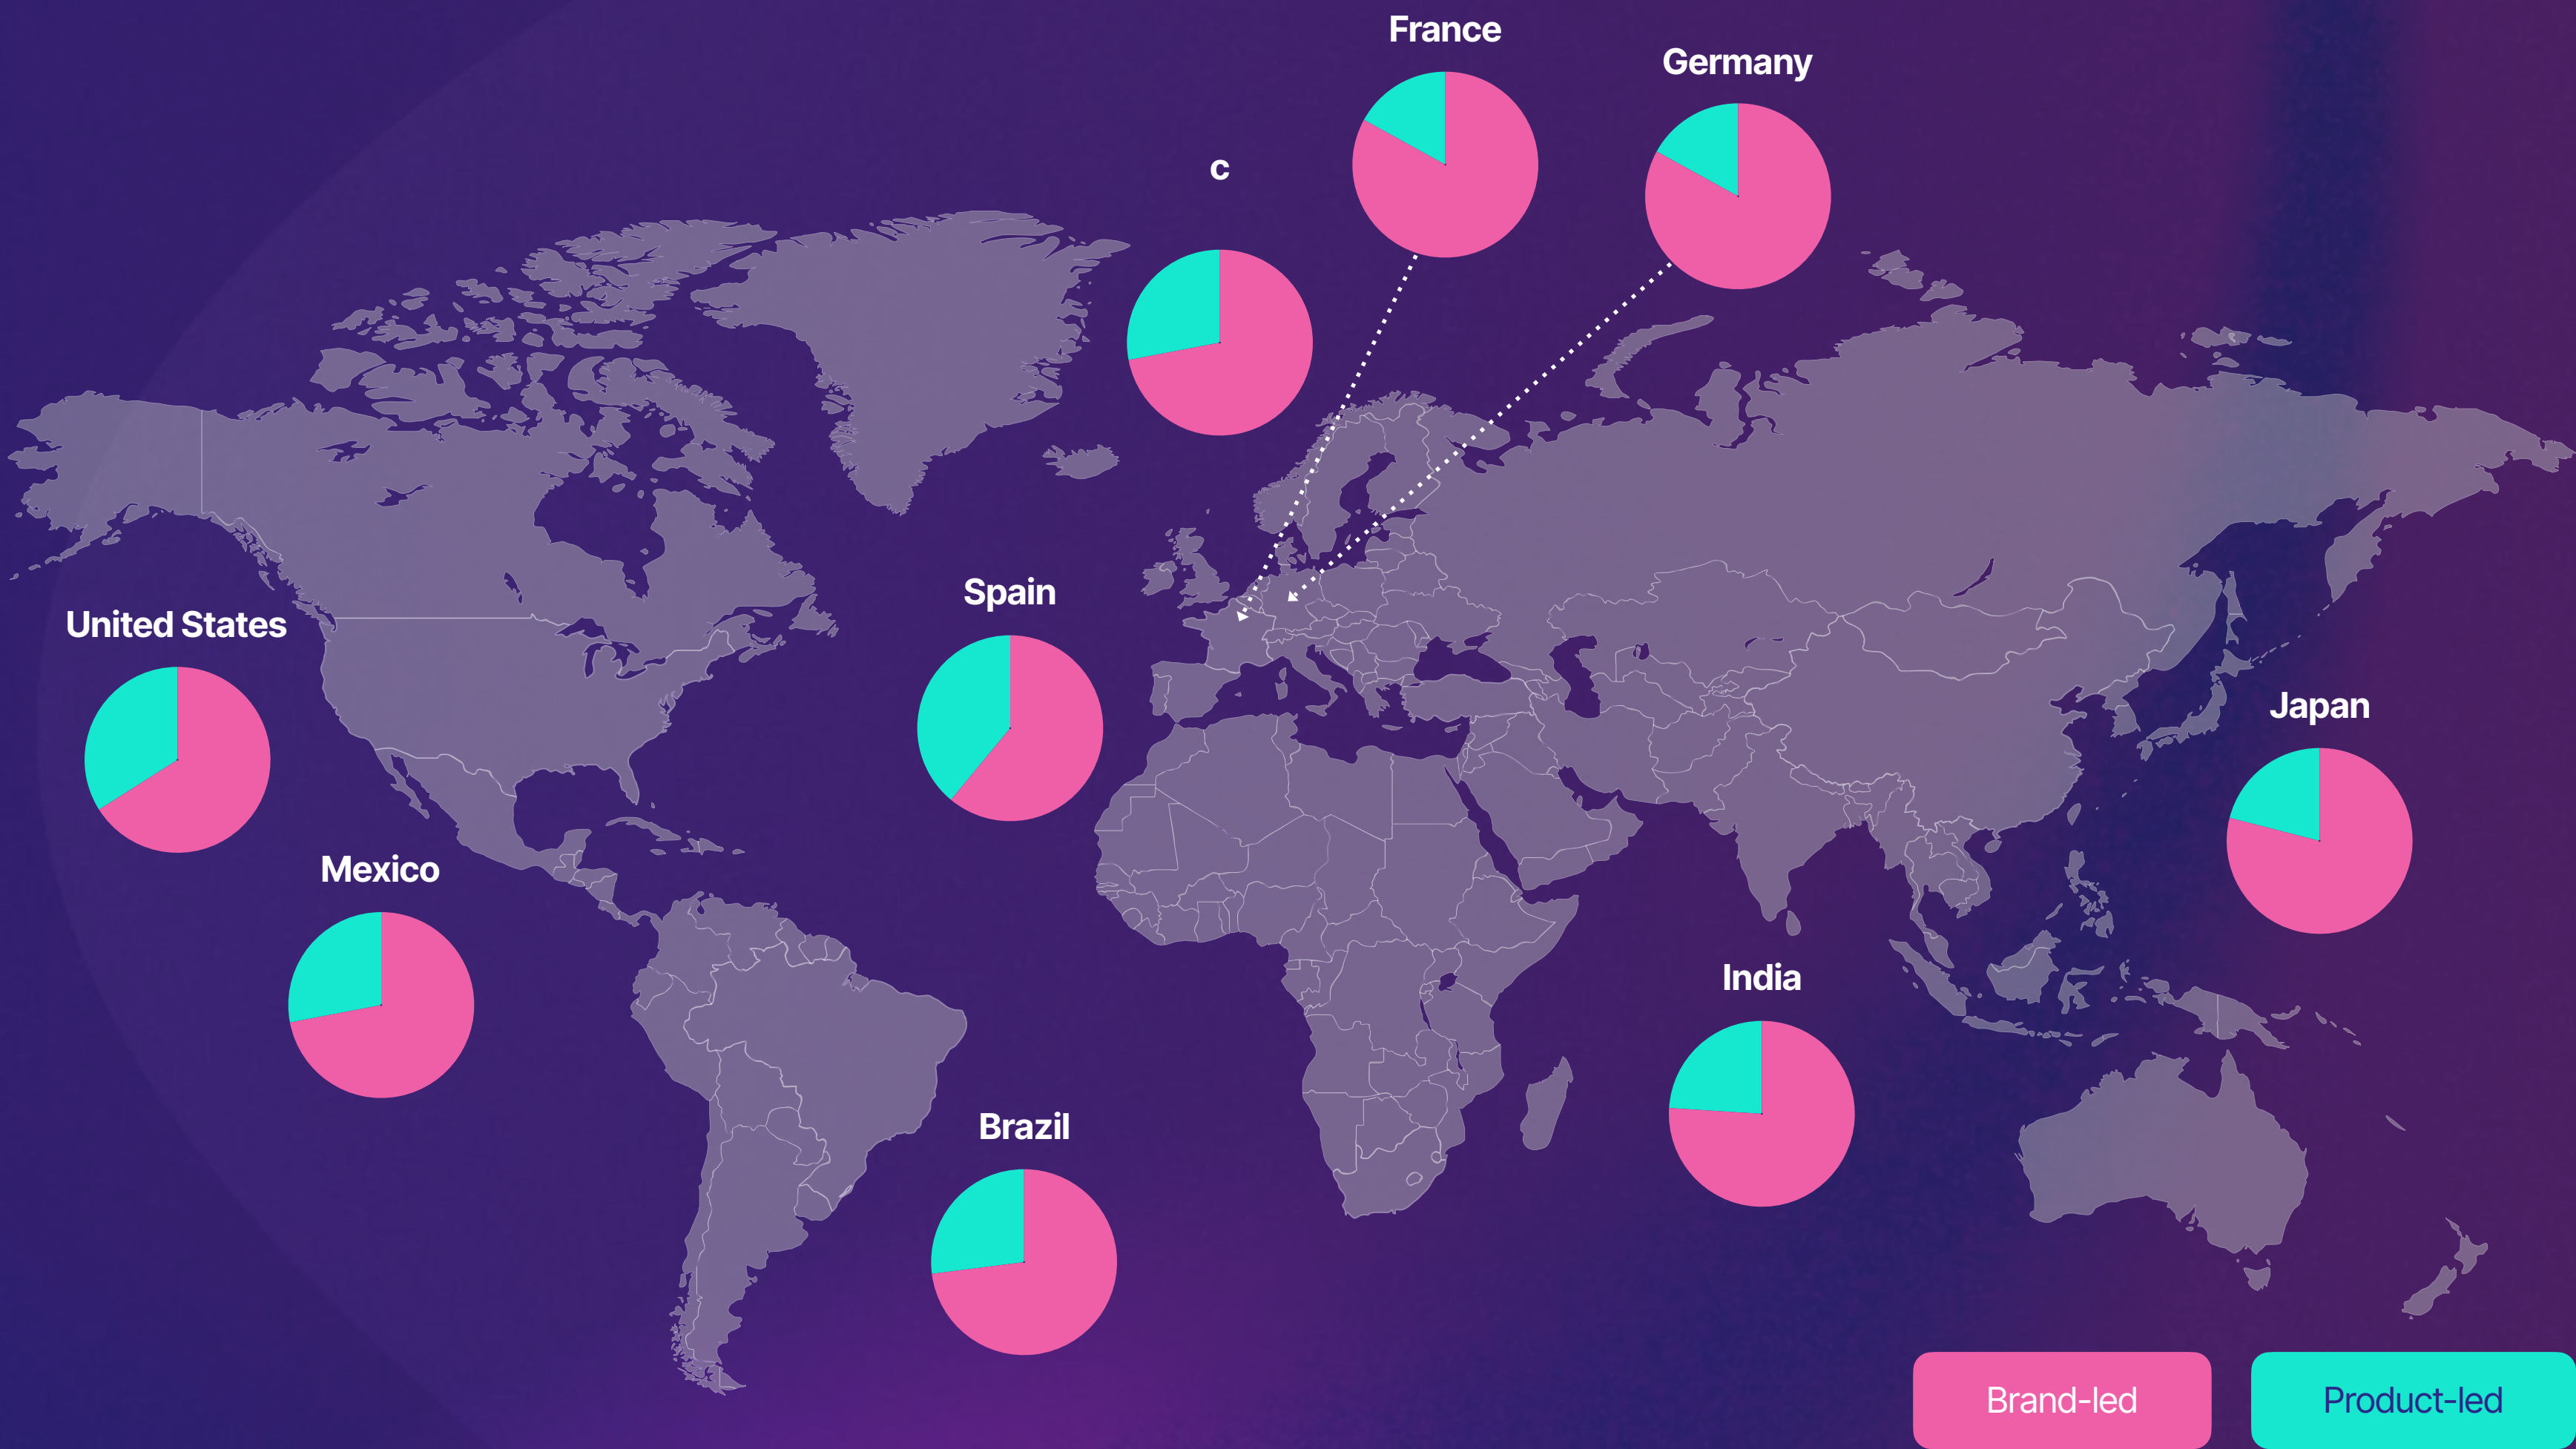 France
Germany
c
Spain
United States
Japan
Mexico
India
Brazil
Brand-led
Product-led